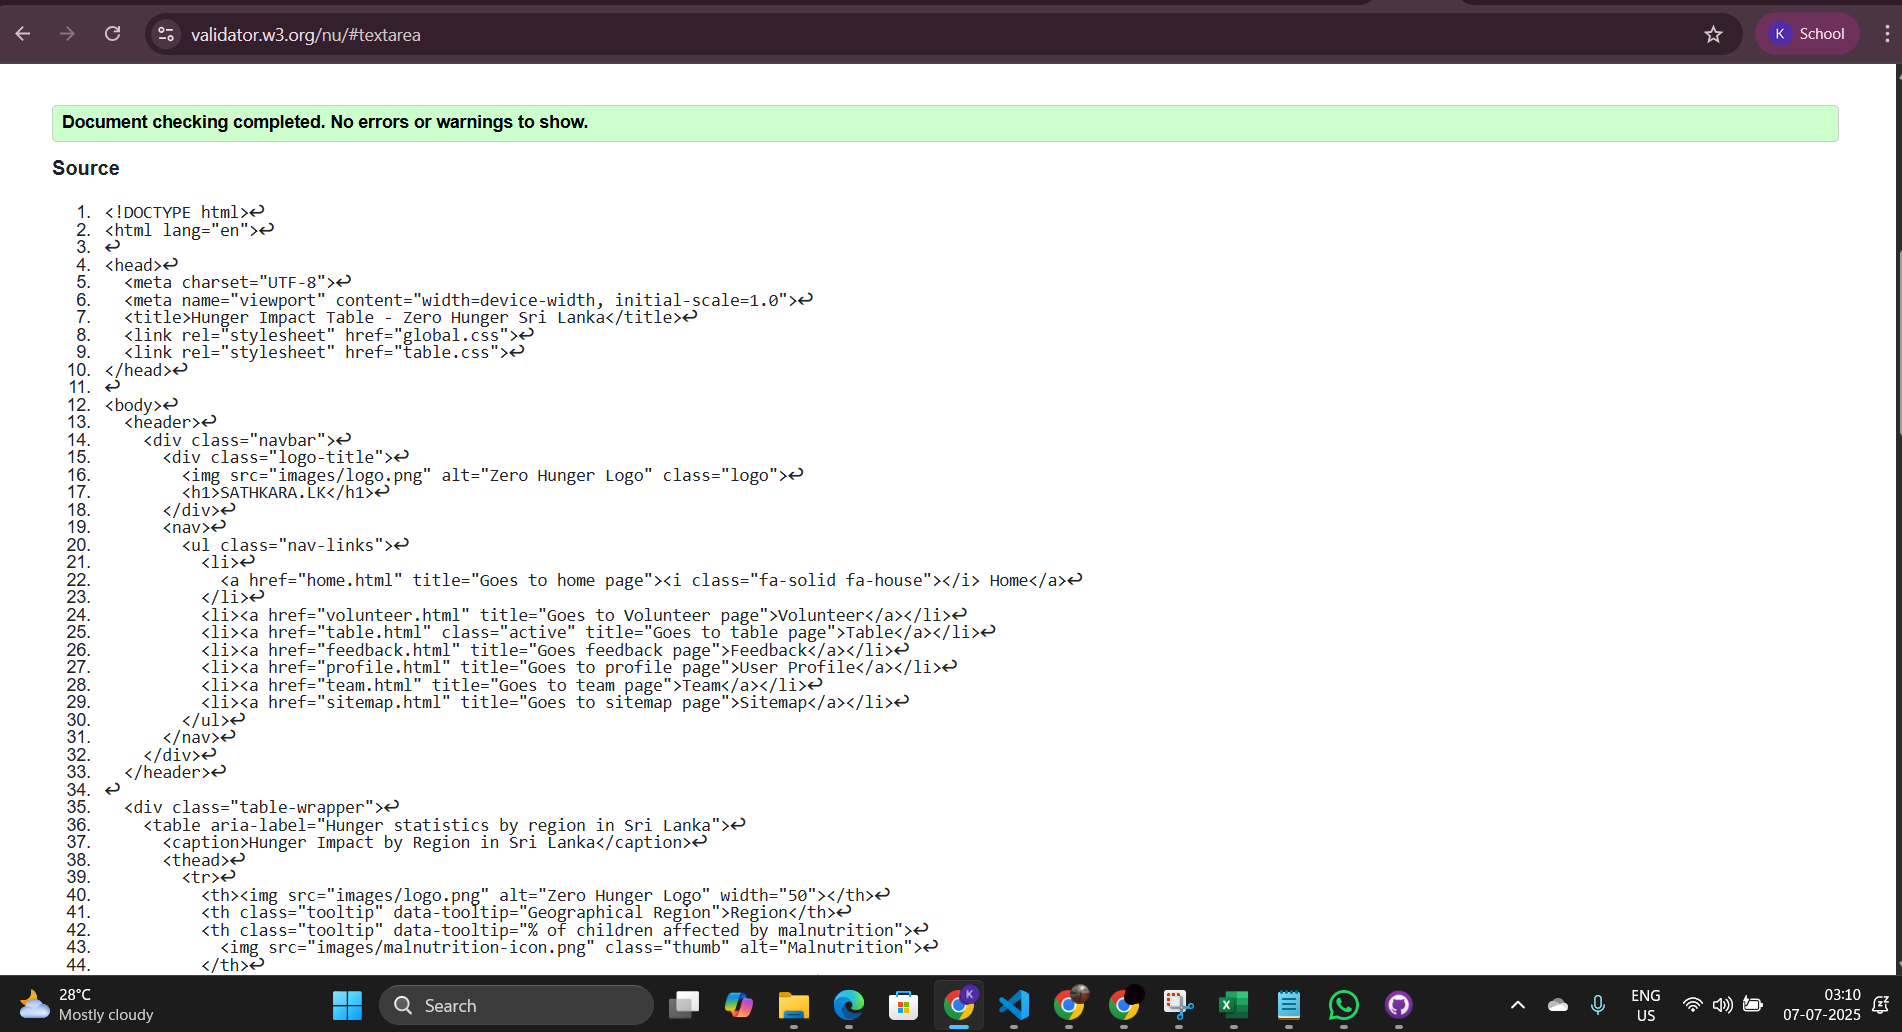 validator.w3.org/nu/#textarea
K School
Document checking completed. No errors or warnings to show.
Source
1. <!DOCTYPE html>↩
2. <html lang="en">↩
3. ↩
4. <head>↩
5.   <meta charset="UTF-8">↩
6.   <meta name="viewport" content="width=device-width, initial-scale=1.0">↩
7.   <title>Hunger Impact Table - Zero Hunger Sri Lanka</title>↩
8.   <link rel="stylesheet" href="global.css">↩
9.   <link rel="stylesheet" href="table.css">↩
10. </head>↩
11. ↩
12. <body>↩
13.   <header>↩
14.     <div class="navbar">↩
15.       <div class="logo-title">↩
16.         <img src="images/logo.png" alt="Zero Hunger Logo" class="logo">↩
17.         <h1>SATHKARA.LK</h1>↩
18.       </div>↩
19.       <nav>↩
20.         <ul class="nav-links">↩
21.           <li>↩
22.             <a href="home.html" title="Goes to home page"><i class="fa-solid fa-house"></i> Home</a>↩
23.           </li>↩
24.           <li><a href="volunteer.html" title="Goes to Volunteer page">Volunteer</a></li>↩
25.           <li><a href="table.html" class="active" title="Goes to table page">Table</a></li>↩
26.           <li><a href="feedback.html" title="Goes feedback page">Feedback</a></li>↩
27.           <li><a href="profile.html" title="Goes to profile page">User Profile</a></li>↩
28.           <li><a href="team.html" title="Goes to team page">Team</a></li>↩
29.           <li><a href="sitemap.html" title="Goes to sitemap page">Sitemap</a></li>↩
30.         </ul>↩
31.       </nav>↩
32.     </div>↩
33.   </header>↩
34. ↩
35.   <div class="table-wrapper">↩
36.     <table aria-label="Hunger statistics by region in Sri Lanka">↩
37.       <caption>Hunger Impact by Region in Sri Lanka</caption>↩
38.       <thead>↩
39.         <tr>↩
40.           <th><img src="images/logo.png" alt="Zero Hunger Logo" width="50"></th>↩
41.           <th class="tooltip" data-tooltip="Geographical Region">Region</th>↩
42.           <th class="tooltip" data-tooltip="% of children affected by malnutrition">↩
43.             <img src="images/malnutrition-icon.png" class="thumb" alt="Malnutrition">↩
44.           </th>↩
28°C
Mostly cloudy
Search
K
ENG
US
03:10
07-07-2025